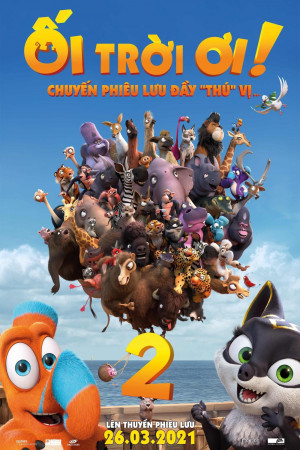 ỐI TRỜI ƠI!
CHUYẾN PHIÊU LƯU ĐẦY "THÚ" VỊ...
2
LÊN THUYỀN PHIÊU LƯU
26.03.2021